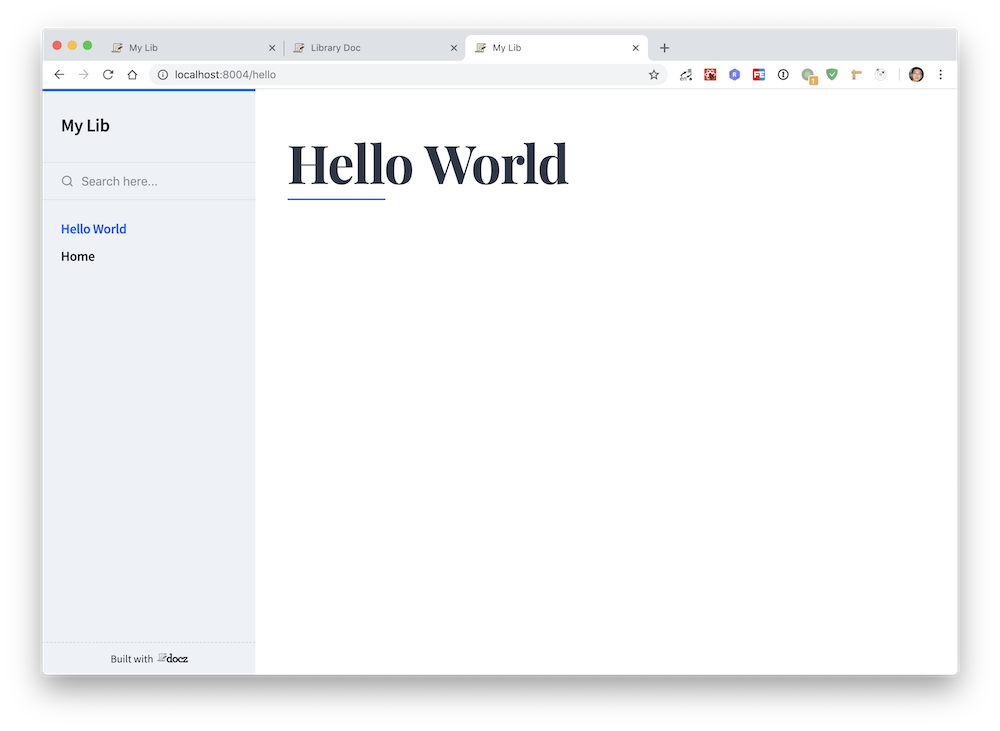 My Lib
Library Doc
My Lib
localhost:8004/hello
1
My Lib
Search here...
Hello World
Home
Built with docz
Hello World